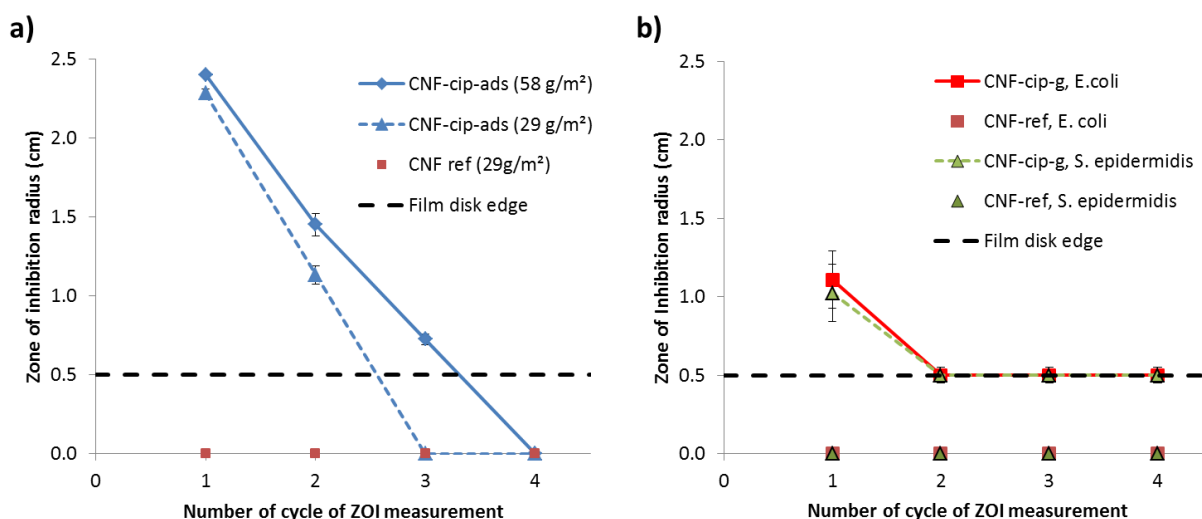 a)
Zone of inhibition radius (cm)
2.5
2.0
1.5
1.0
0.5
0.0
0
1
2
3
4
Number of cycle of ZOI measurement
CNF-cip-ads (58 g/m²)
CNF-cip-ads (29 g/m²)
CNF ref (29g/m²)
Film disk edge
b)
Zone of Inhibition radius (cm)
2.5
2.0
1.5
1.0
0.5
0.0
0
1
2
3
4
Number of cycle of ZOI measurement
CNF-cip-g, E.coli
CNF-ref, E. coli
CNF-cip-g, S. epidermidis
CNF-ref, S. epidermidis
Film disk edge